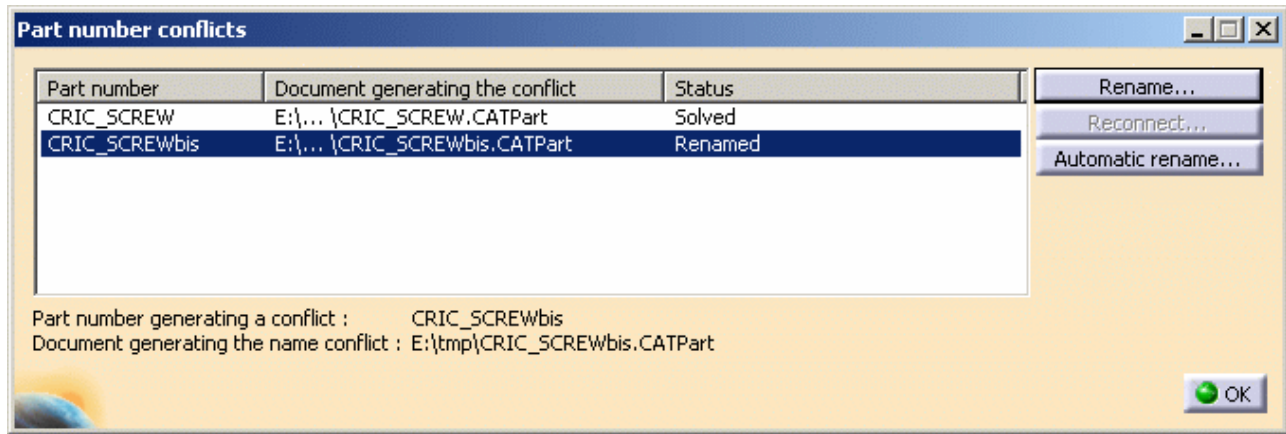 Part number conflicts
Part number Document generating the conflict Status
CRIC_SCREW E:\... \CRIC_SCREW.CATPart Solved
CRIC_SCREWbis E:\... \CRIC_SCREWbis.CATPart Renamed
Rename...
Reconnect...
Automatic rename...
Part number generating a conflict : CRIC_SCREWbis
Document generating the name conflict : E:\tmp\CRIC_SCREWbis.CATPart
OK